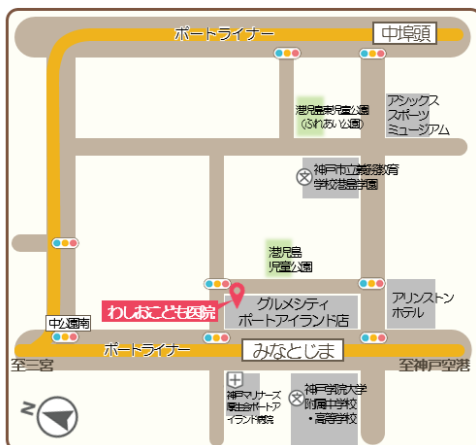 ポートライナー
中埠頭
港児島東児童公園
(ふれあい公園)
アシックス
スポーツ
ミュージアム
神戸市立義務教育
学校港島学園
港児島
児童公園
わしおこども医院
グルメシティ
ポートアイランド店
アリンストン
ホテル
中公園南
ポートライナー
みなとじま
至三宮
至神戸空港
神戸マリナーズ
厚生会ポートア
イランド病院
神戸学院大学
附属中学校
・高等学校
N